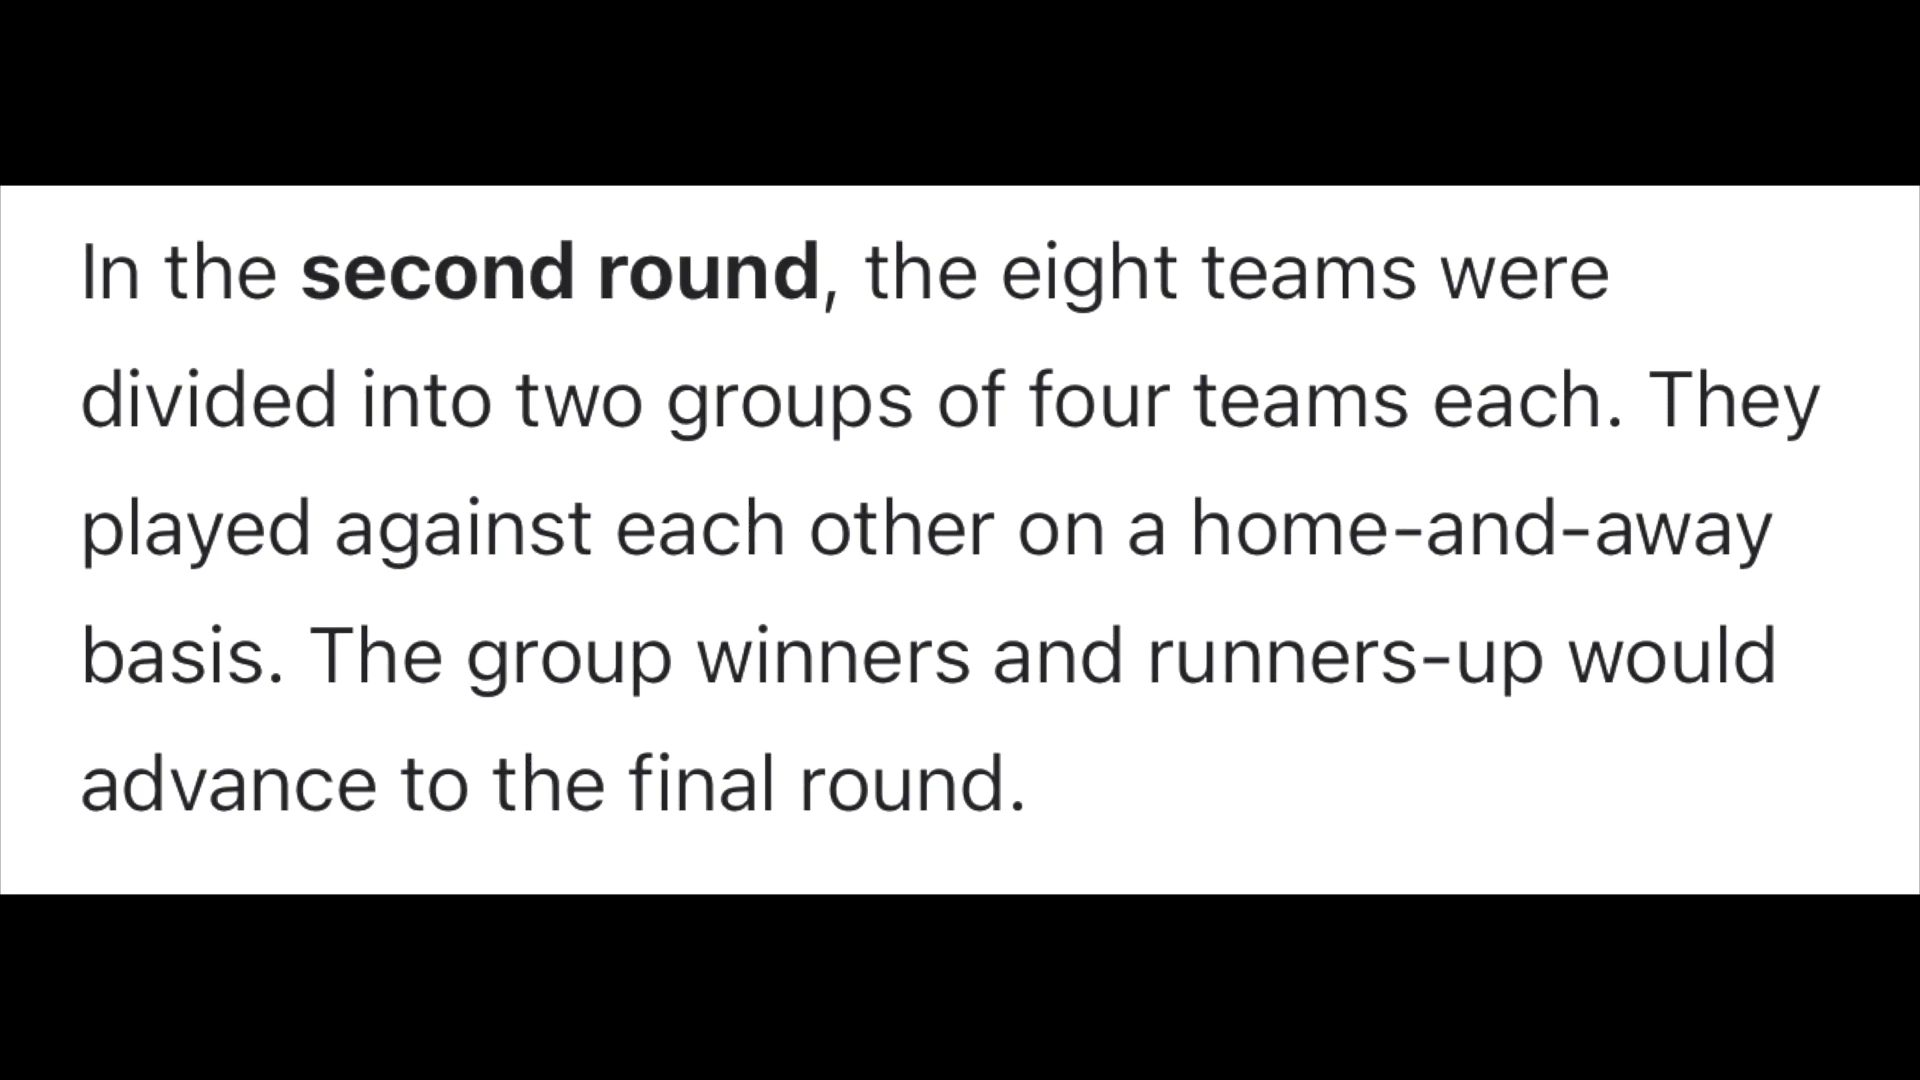 In the second round, the eight teams were
divided into two groups of four teams each. They
played against each other on a home-and-away
basis. The group winners and runners-up would
advance to the final round.